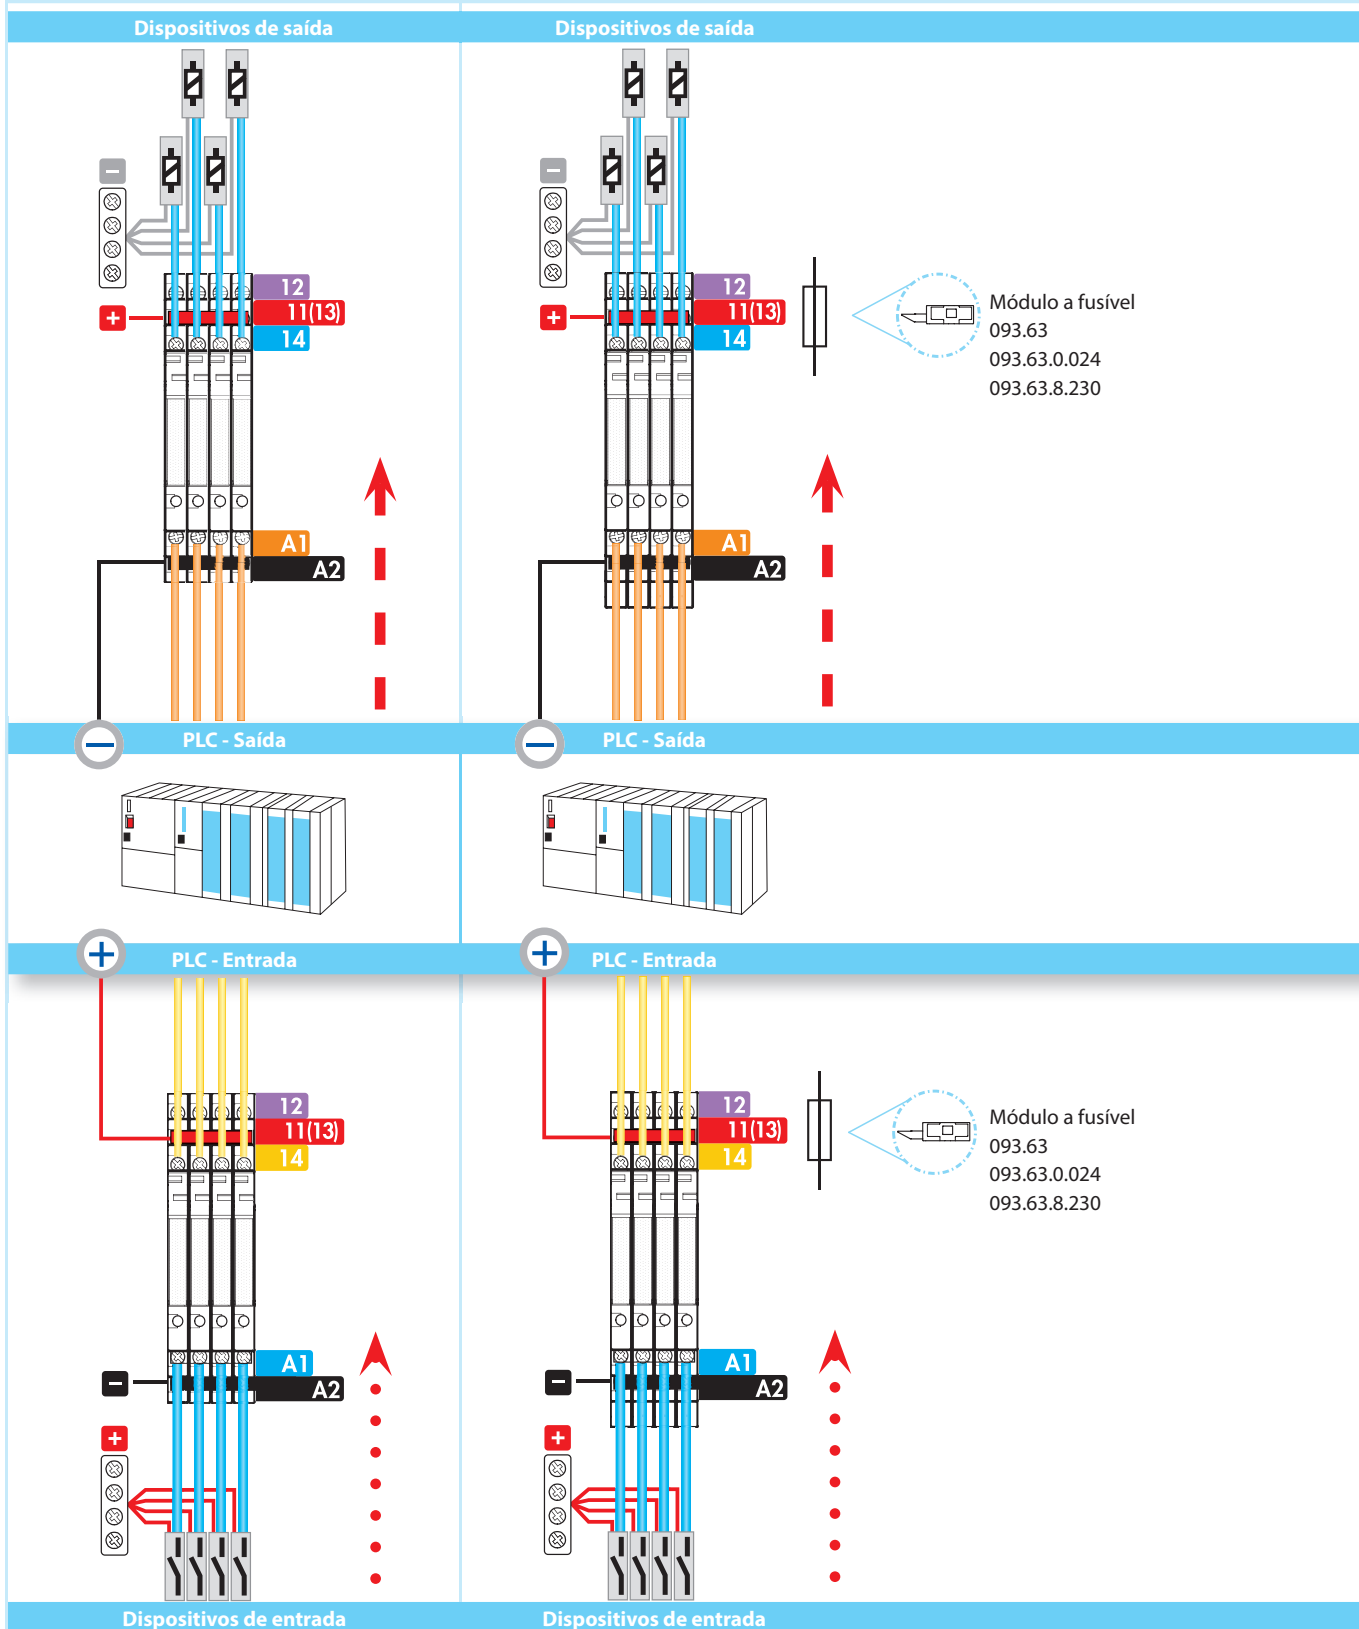 Dispositivos de saída
Dispositivos de saída
−
+
12
11(13)
14
A1
A2
−
+
12
11(13)
14
A1
A2
Módulo a fusível
093.63
093.63.0.024
093.63.8.230
−
PLC - Saída
−
PLC - Saída
+
PLC - Entrada
+
PLC - Entrada
12
11(13)
14
A1
A2
−
+
12
11(13)
14
A1
A2
−
+
Módulo a fusível
093.63
093.63.0.024
093.63.8.230
Dispositivos de entrada
Dispositivos de entrada